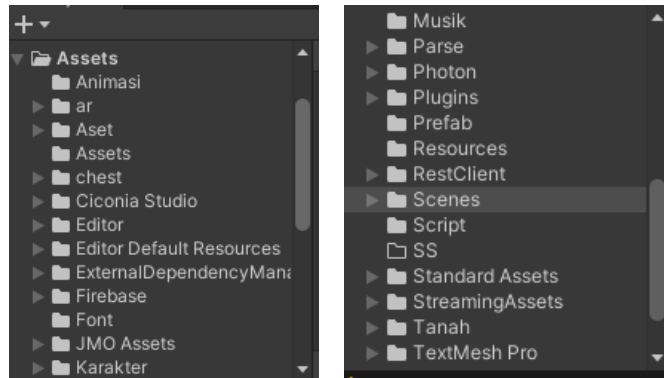 Assets
Animasi
ar
Aset
Assets
chest
Ciconia Studio
Editor
Editor Default Resources
ExternalDependencyMana
Firebase
Font
JMO Assets
Karakter
Musik
Parse
Photon
Plugins
Prefab
Resources
RestClient
Scenes
Script
SS
Standard Assets
StreamingAssets
Tanah
TextMesh Pro